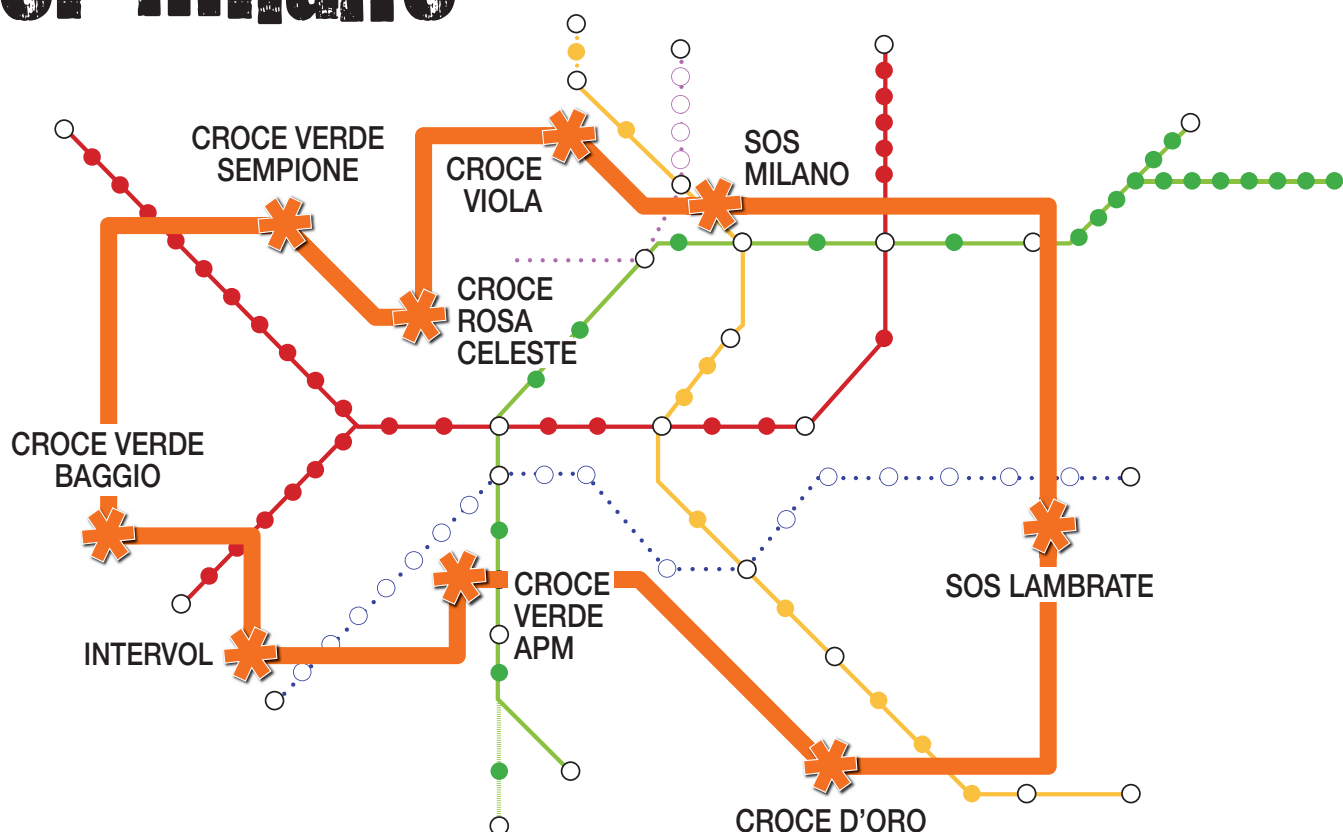 milano
CROCE VERDE
SEMPIONE
CROCE
VIOLA
SOS
MILANO
CROCE
ROSA
CELESTE
CROCE VERDE
BAGGIO
INTERVOL
CROCE
VERDE
APM
SOS LAMBRATE
CROCE D'ORO